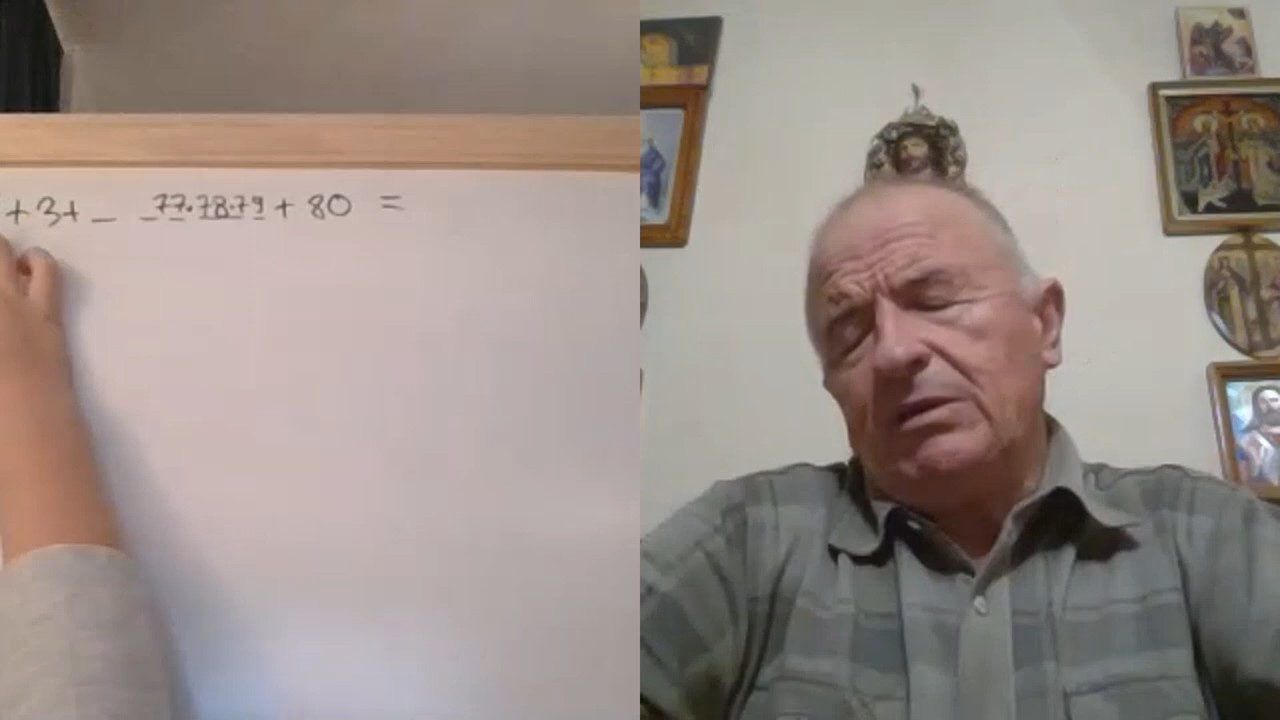 +3+ _ _77.78.79 + 80 =